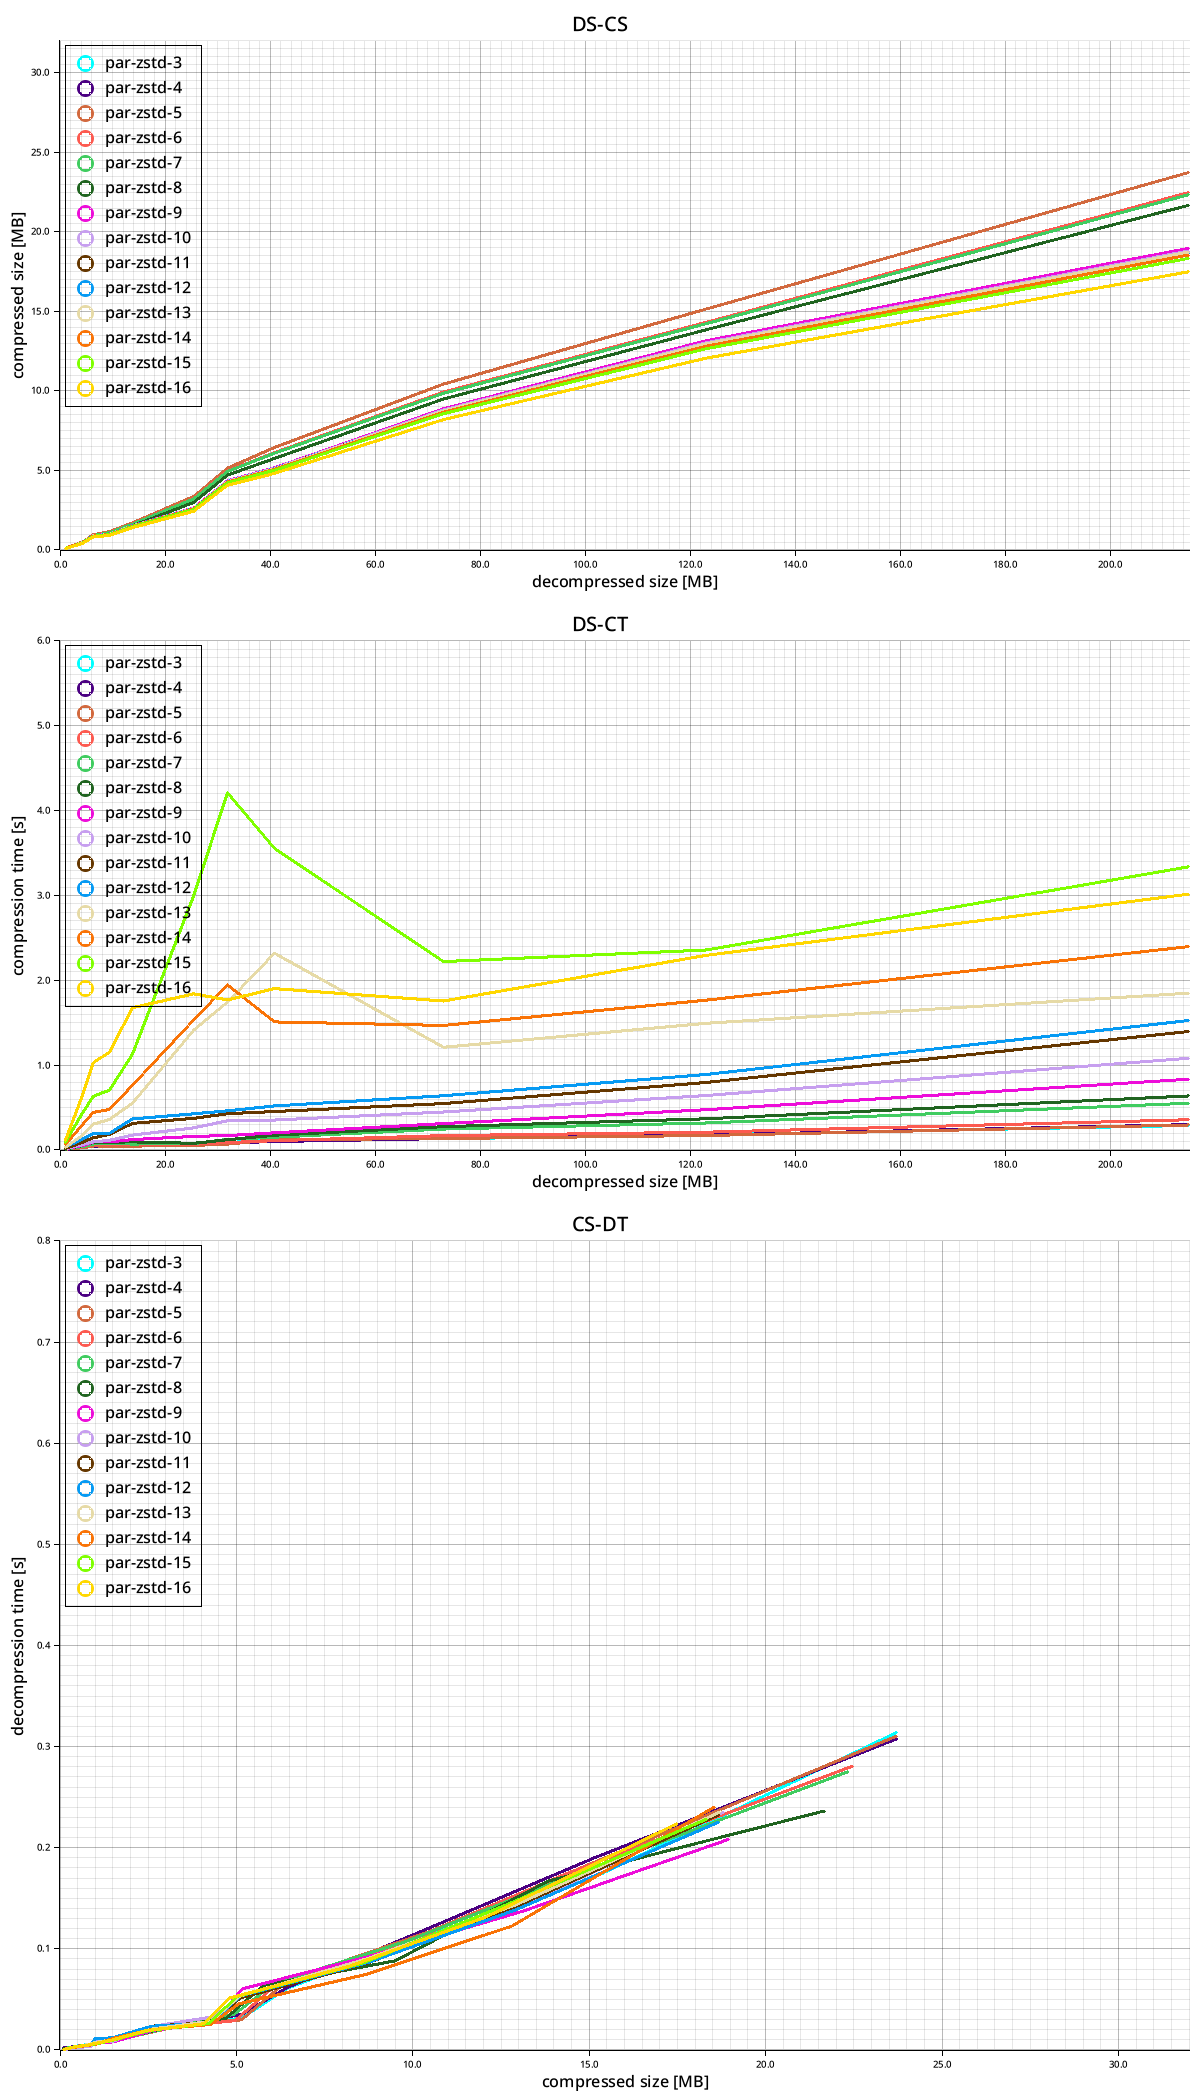 DS-CS
par-zstd-3
par-zstd-4
par-zstd-5
par-zstd-6
par-zstd-7
par-zstd-8
par-zstd-9
par-zstd-10
par-zstd-11
par-zstd-12
par-zstd-13
par-zstd-14
par-zstd-15
par-zstd-16
30.0
25.0
20.0
15.0
10.0
5.0
0.0
compressed size [MB]
0.0 20.0 40.0 60.0 80.0 100.0 120.0 140.0 160.0 180.0 200.0
decompressed size [MB]
DS-CT
par-zstd-3
par-zstd-4
par-zstd-5
par-zstd-6
par-zstd-7
par-zstd-8
par-zstd-9
par-zstd-10
par-zstd-11
par-zstd-12
par-zstd-13
par-zstd-14
par-zstd-15
par-zstd-16
6.0
5.0
4.0
3.0
2.0
1.0
0.0
compression time [s]
0.0 20.0 40.0 60.0 80.0 100.0 120.0 140.0 160.0 180.0 200.0
decompressed size [MB]
CS-DT
par-zstd-3
par-zstd-4
par-zstd-5
par-zstd-6
par-zstd-7
par-zstd-8
par-zstd-9
par-zstd-10
par-zstd-11
par-zstd-12
par-zstd-13
par-zstd-14
par-zstd-15
par-zstd-16
0.8
0.7
0.6
0.5
0.4
0.3
0.2
0.1
0.0
decompression time [s]
0.0 5.0 10.0 15.0 20.0 25.0 30.0
compressed size [MB]